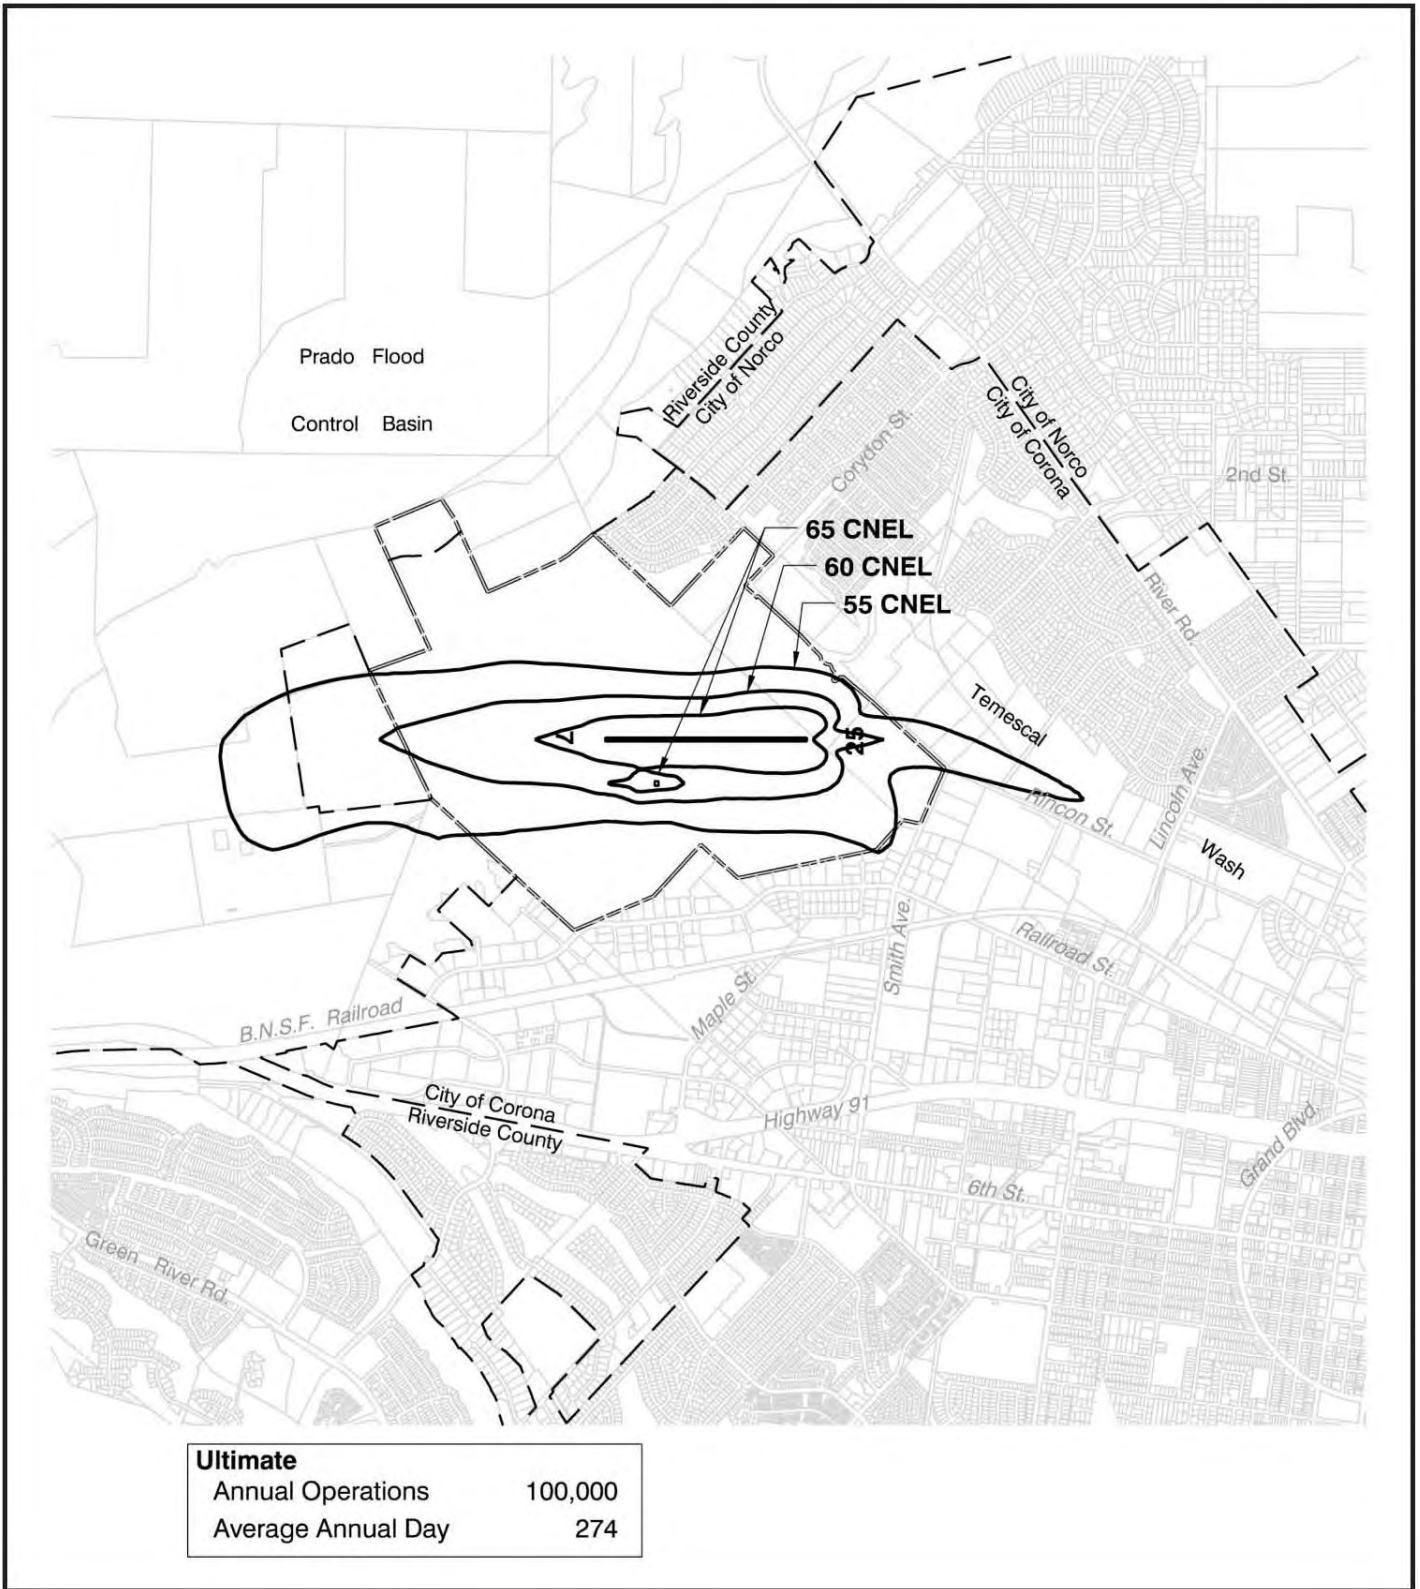 Prado Flood
Control Basin
Riverside County
City of Norco
City of Norco
City of Corona
Corydon St.
2nd St.
65 CNEL
60 CNEL
55 CNEL
River Rd.
Temescal
7
25
Rincon St.
Lincoln Ave.
Wash
Smith Ave.
Railroad St.
Maple St.
B.N.S.F. Railroad
City of Corona
Riverside County
Highway 91
Grand Blvd.
6th St.
Green River Rd.
Ultimate
Annual Operations 100,000
Average Annual Day 274